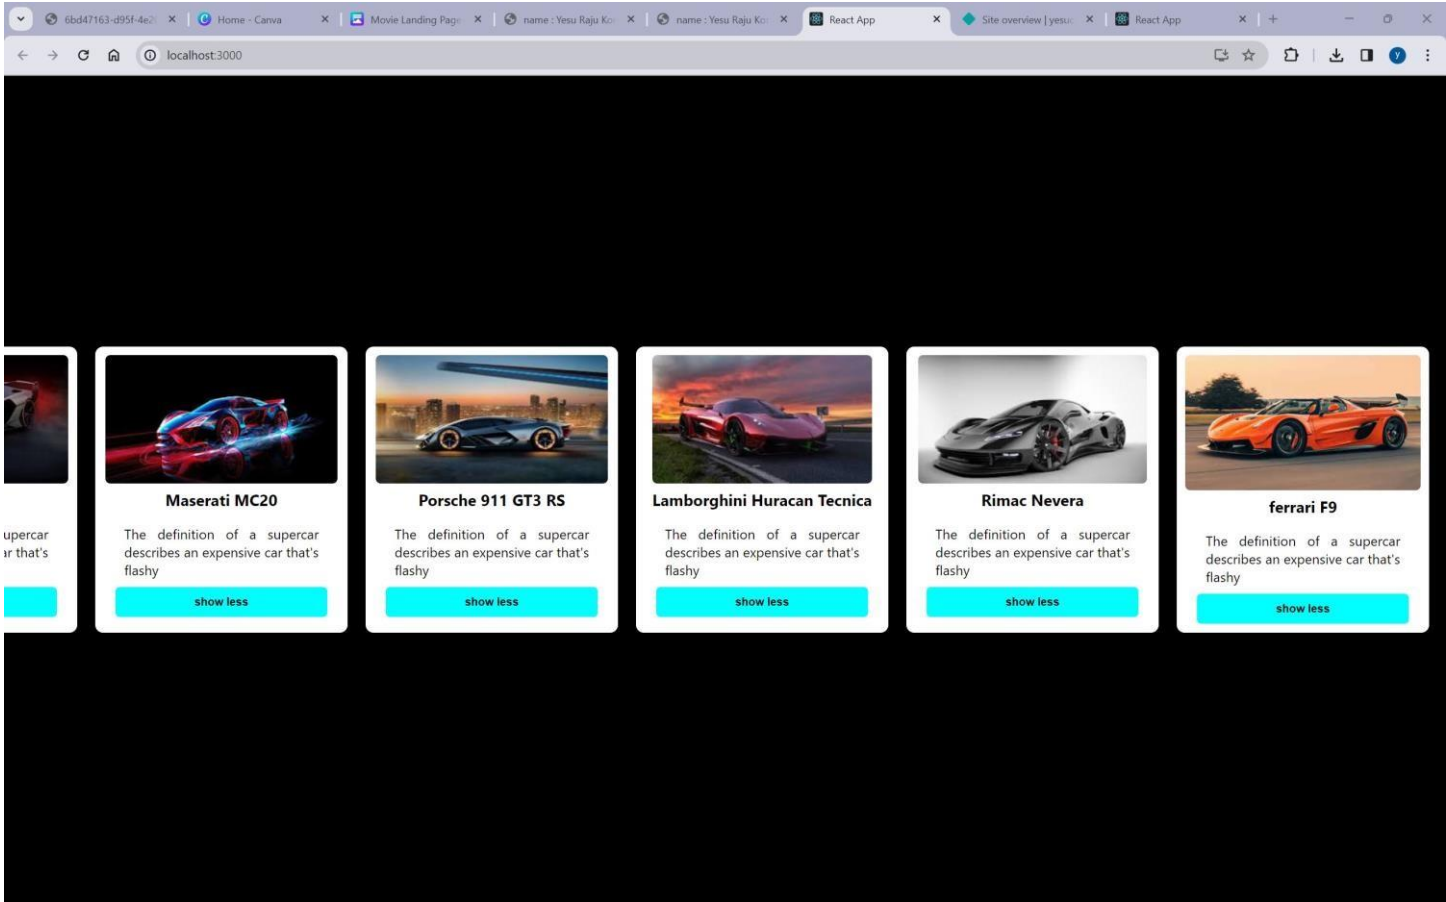 6bd47163-d95f-4e2
Home - Canva
Movie Landing Page
name : Yesu Raju Ko
name : Yesu Raju Ko
React App
Site overview | yesu
React App
localhost:3000
y
upercar
ar that's
Maserati MC20
The definition of a supercar
describes an expensive car that's
flashy
show less
Porsche 911 GT3 RS
The definition of a supercar
describes an expensive car that's
flashy
show less
Lamborghini Huracan Tecnica
The definition of a supercar
describes an expensive car that's
flashy
show less
Rimac Nevera
The definition of a supercar
describes an expensive car that's
flashy
show less
ferrari F9
The definition of a supercar
describes an expensive car that's
flashy
show less